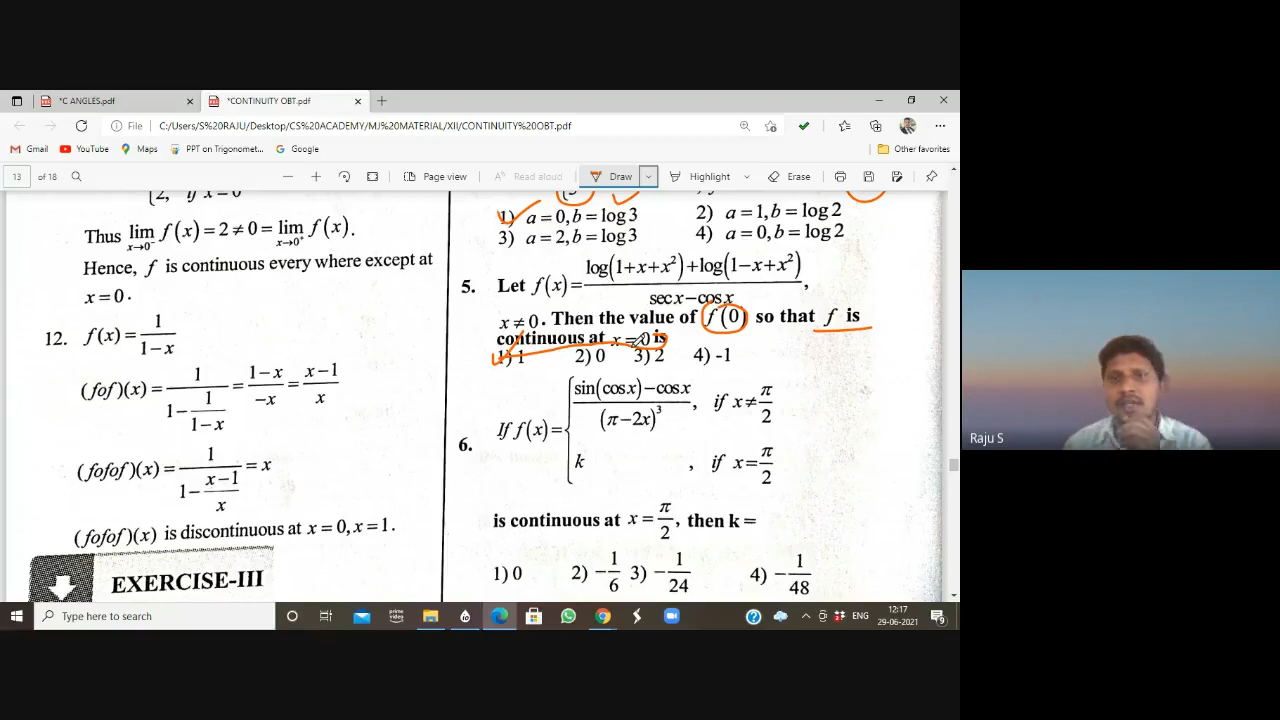 *C ANGLES.pdf
*CONTINUITY OBT.pdf
File
C:/Users/S%20RAJU/Desktop/CS%20ACADEMY/MJ%20MATERIAL/XII/CONTINUITY%20OBT.pdf
Gmail YouTube Maps PPT on Trigonomet... Google Other favorites
13 of 18 Page view Read aloud Draw Highlight Erase
2, if x = 0
Thus lim x→0⁻ f(x) = 2 ≠ 0 = lim x→0⁺ f(x).
Hence, f is continuous every where except at
x = 0.
12. f(x) = 1/(1−x)
(fof)(x) = 1/(1 − 1/(1−x)) = (1−x)/(−x) = (x−1)/x
(fofof)(x) = 1/(1 − (x−1)/x) = x
(fofof)(x) is discontinuous at x = 0, x = 1.
EXERCISE-III
1) a = 0, b = log 3 2) a = 1, b = log 2
3) a = 2, b = log 3 4) a = 0, b = log 2
5. Let f(x) = (log(1+x+x²)+log(1−x+x²))/(sec x−cos x),
x ≠ 0. Then the value of f(0) so that f is
continuous at x = 0 is
1) 1 2) 0 3) 2 4) -1
6. If f(x) = { (sin(cos x)−cos x)/(π−2x)³, if x ≠ π/2
k , if x = π/2
is continuous at x = π/2, then k =
1) 0 2) −1/6 3) −1/24 4) −1/48
Raju S
Type here to search
prime video
ENG
12:17
29-06-2021
9